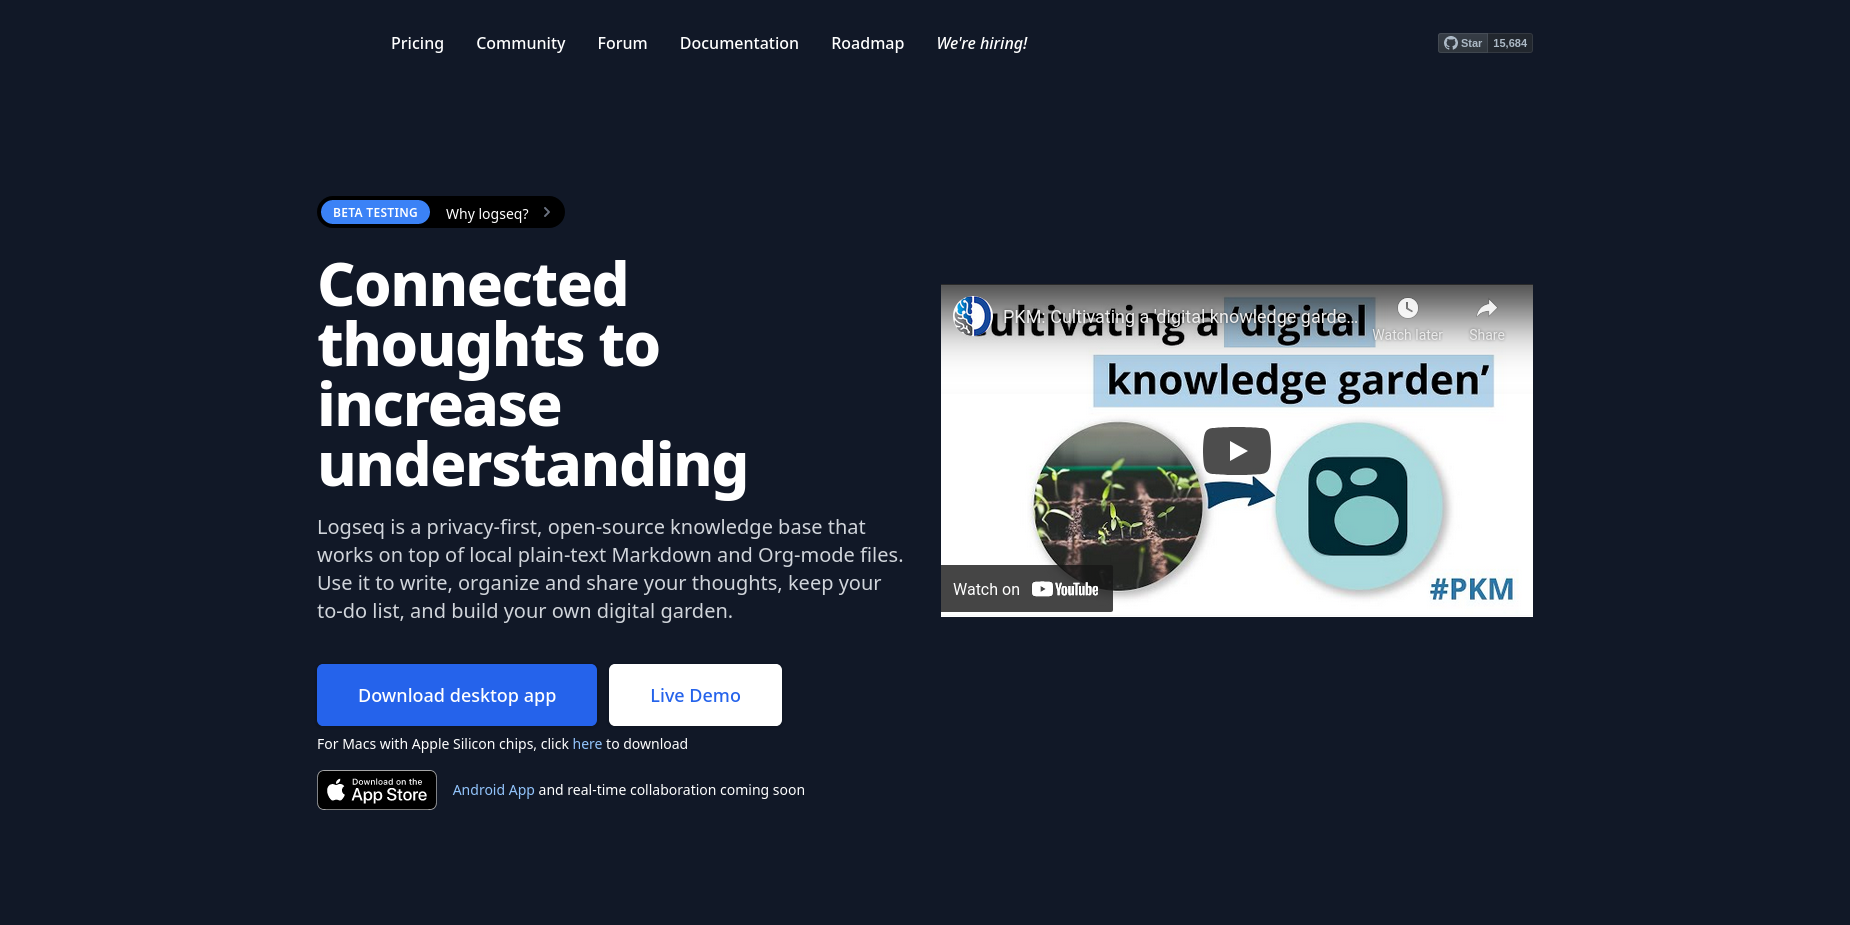 Pricing Community Forum Documentation Roadmap We're hiring!
Star 15,684
BETA TESTING Why logseq?
Connected
thoughts to
increase
understanding
Logseq is a privacy-first, open-source knowledge base that
works on top of local plain-text Markdown and Org-mode files.
Use it to write, organize and share your thoughts, keep your
to-do list, and build your own digital garden.
Download desktop app
Live Demo
For Macs with Apple Silicon chips, click here to download
Download on the
App Store
Android App and real-time collaboration coming soon
PKM: Cultivating a 'digital knowledge garde...
Watch later
Share
Cultivating a ‘digital
knowledge garden’
Watch on YouTube
#PKM